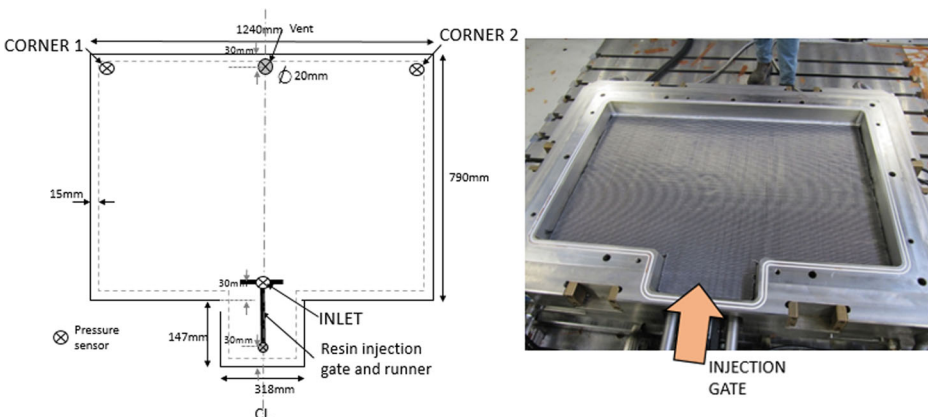 1240mm
Vent
30mm
CORNER 1
CORNER 2
20mm
15mm
790mm
30mm
INLET
Pressure
sensor
147mm
30mm
Resin injection
gate and runner
318mm
CL
INJECTION
GATE